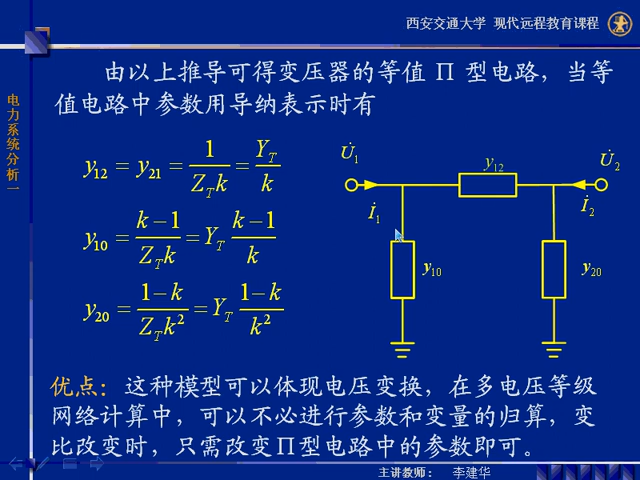 西安交通大学 现代远程教育课程
电力系统分析一
由以上推导可得变压器的等值 Π 型电路，当等
值电路中参数用导纳表示时有
y₁₂ = y₂₁ = 1/(Z_T k) = Y_T/k
y₁₀ = (k−1)/(Z_T k) = Y_T (k−1)/k
y₂₀ = (1−k)/(Z_T k²) = Y_T (1−k)/k²
U̇₁
y₁₂
U̇₂
İ₁
İ₂
y₁₀
y₂₀
优点：这种模型可以体现电压变换，在多电压等级
网络计算中，可以不必进行参数和变量的归算，变
比改变时，只需改变Π型电路中的参数即可。
主讲教师： 李建华